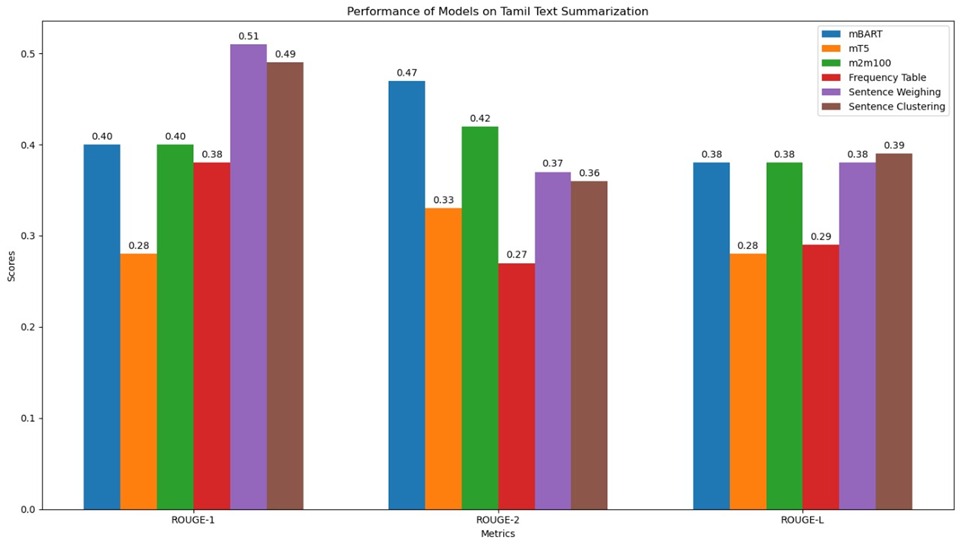 Performance of Models on Tamil Text Summarization
mBART
mT5
m2m100
Frequency Table
Sentence Weighing
Sentence Clustering
Scores
0.5
0.4
0.3
0.2
0.1
0.0
0.40
0.28
0.40
0.38
0.51
0.49
0.47
0.33
0.42
0.27
0.37
0.36
0.38
0.28
0.38
0.29
0.38
0.39
ROUGE-1
ROUGE-2
ROUGE-L
Metrics